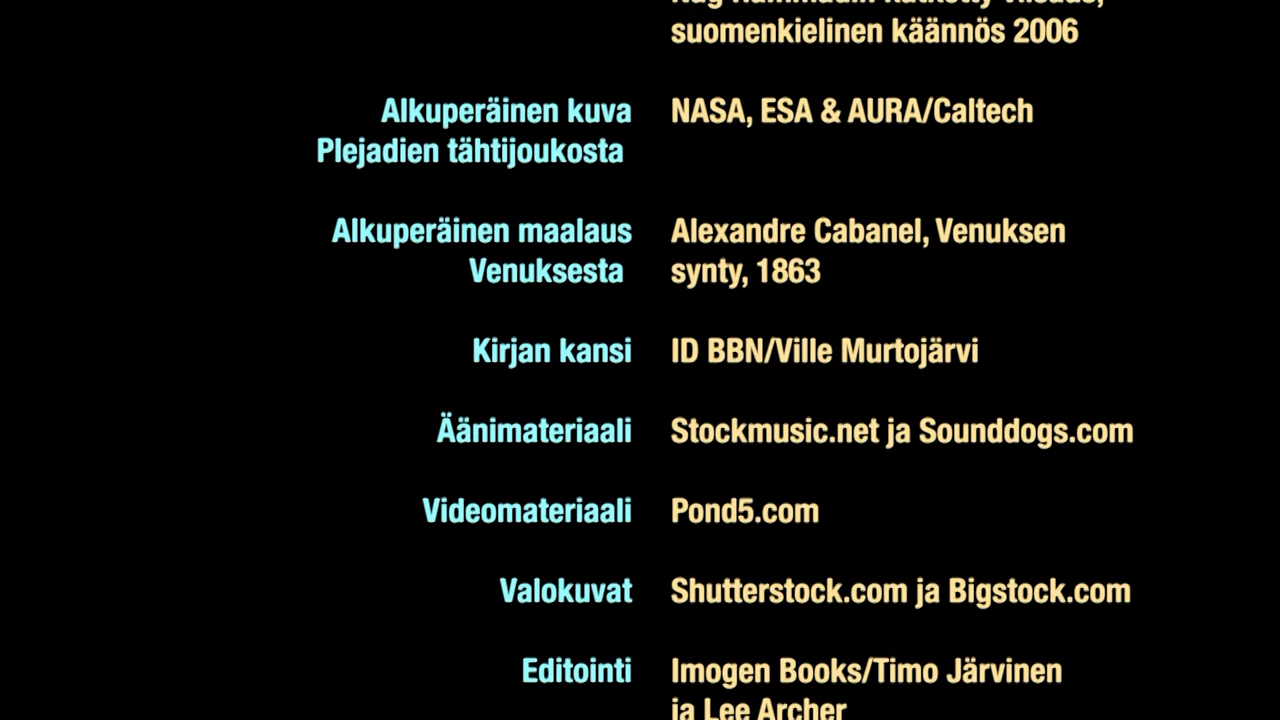 suomenkielinen käännös 2006
Alkuperäinen kuva NASA, ESA & AURA/Caltech
Plejadien tähtijoukosta
Alkuperäinen maalaus Alexandre Cabanel, Venuksen
Venuksesta synty, 1863
Kirjan kansi ID BBN/Ville Murtojärvi
Äänimateriaali Stockmusic.net ja Sounddogs.com
Videomateriaali Pond5.com
Valokuvat Shutterstock.com ja Bigstock.com
Editointi Imogen Books/Timo Järvinen
ja Lee Archer